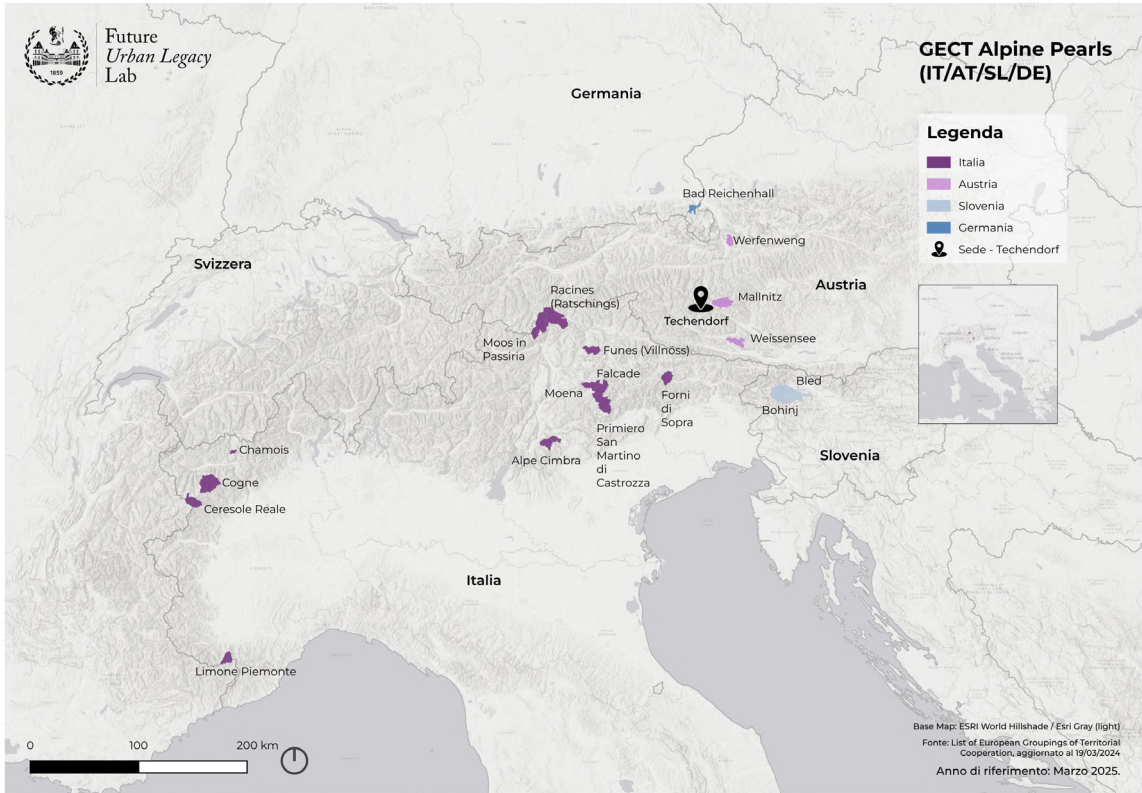 1859
Future
Urban Legacy
Lab
GECT Alpine Pearls
(IT/AT/SL/DE)
Legenda
Italia
Austria
Slovenia
Germania
Sede - Techendorf
Germania
Bad Reichenhall
Werfenweng
Svizzera
Austria
Racines
(Ratschings)
Mallnitz
Techendorf
Moos in
Passiria
Weissensee
Funes (Villnöss)
Falcade
Moena
Forni
di
Sopra
Bled
Bohinj
Primiero
San
Martino
di
Castrozza
Alpe Cimbra
Slovenia
Chamois
Cogne
Ceresole Reale
Italia
Limone Piemonte
0
100
200 km
Base Map: ESRI World Hillshade / Esri Gray (light)
Fonte: List of European Groupings of Territorial
Cooperation, aggiornato al 19/03/2024
Anno di riferimento: Marzo 2025.